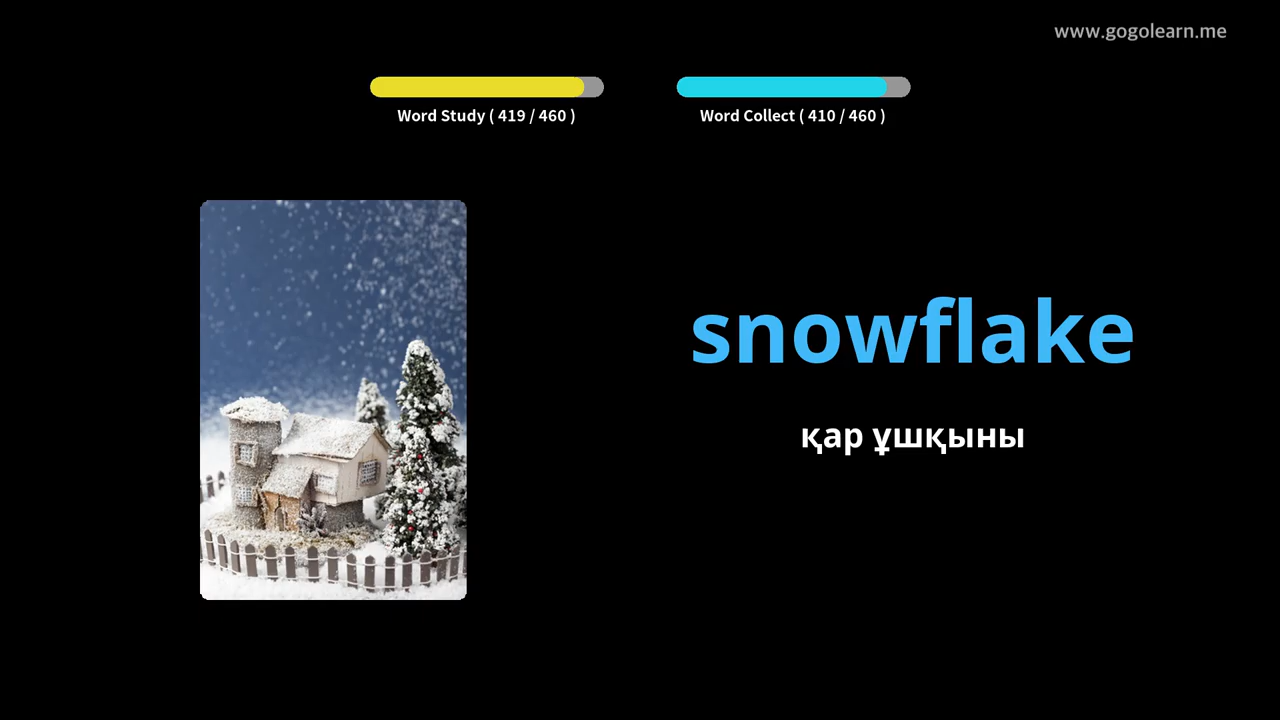 www.gogolearn.me
Word Study ( 419 / 460 )
Word Collect ( 410 / 460 )
snowflake
қар ұшқыны